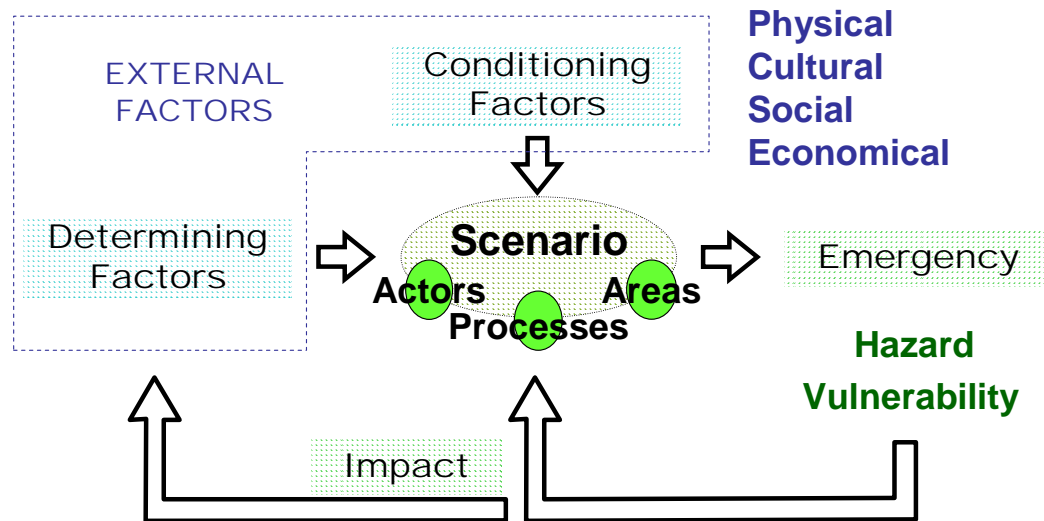 Physical
Cultural
Social
Economical
EXTERNAL
FACTORS
Conditioning
Factors
Determining
Factors
Scenario
Actors
Areas
Processes
Emergency
Hazard
Vulnerability
Impact